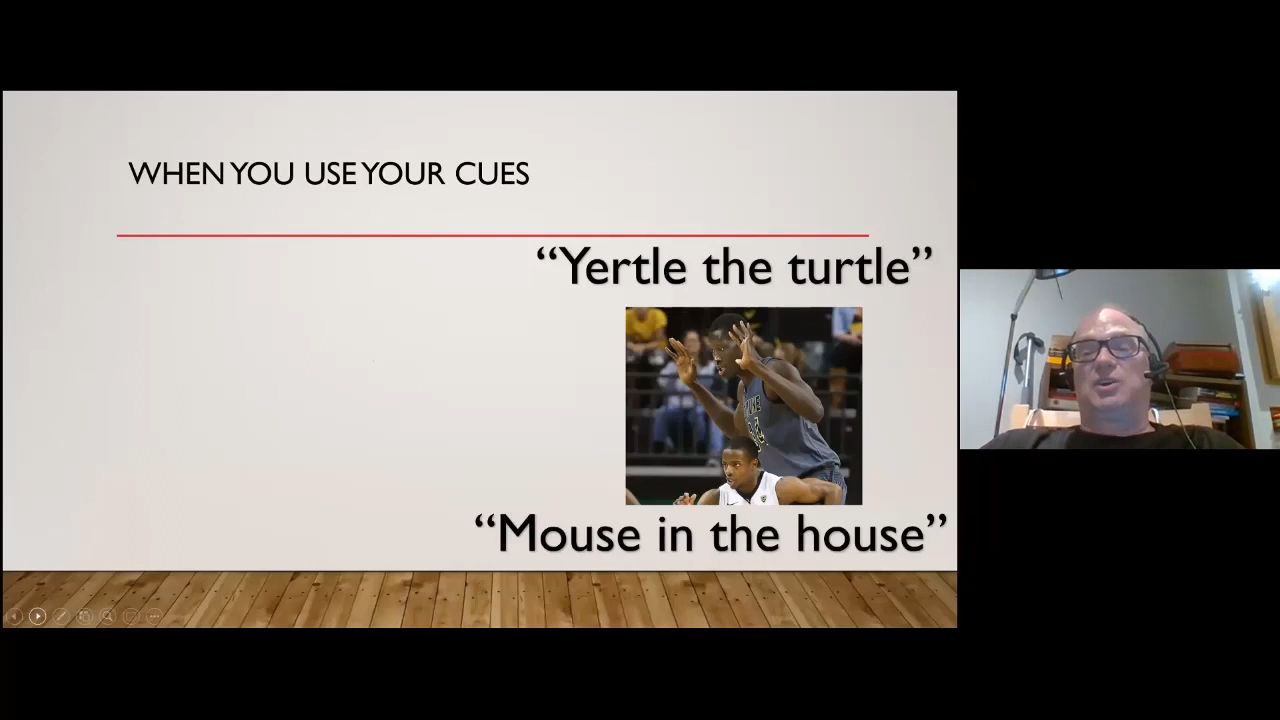 WHEN YOU USE YOUR CUES
“Yertle the turtle”
“Mouse in the house”